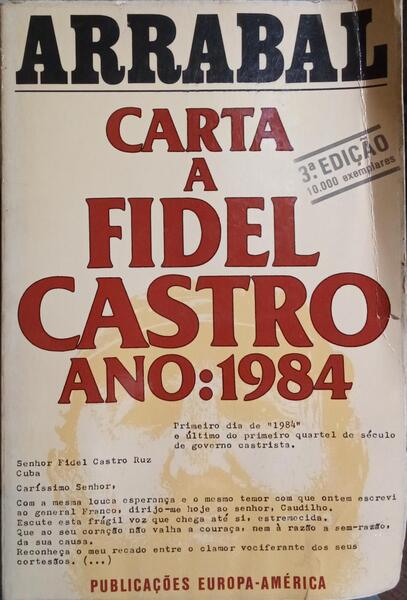 ARRABAL
CARTA
A
FIDEL
CASTRO
ANO:1984
3ª EDIÇÃO
10.000 exemplares
Primeiro dia de "1984"
e último do primeiro quartel de século
de governo castrista.
Senhor Fidel Castro Ruz
Cuba
Caríssimo Senhor,
Com a mesma louca esperança e o mesmo temor com que ontem escrevi
ao general Franco, dirijo-me hoje ao senhor, Caudilho.
Escute esta frágil voz que chega até si, estremecida.
Que ao seu coração não valha a couraça, nem à razão a sem-razão,
da sua causa.
Reconheça o meu recado entre o clamor vociferante dos seus
cortesãos. (...)
PUBLICAÇÕES EUROPA-AMÉRICA